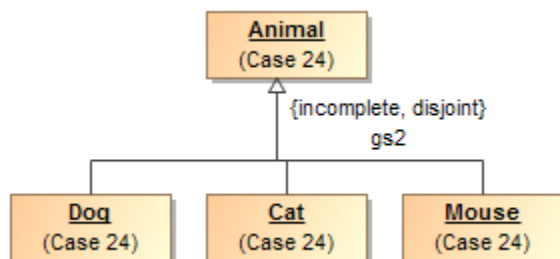 Animal
(Case 24)
{incomplete, disjoint}
gs2
Dog
(Case 24)
Cat
(Case 24)
Mouse
(Case 24)